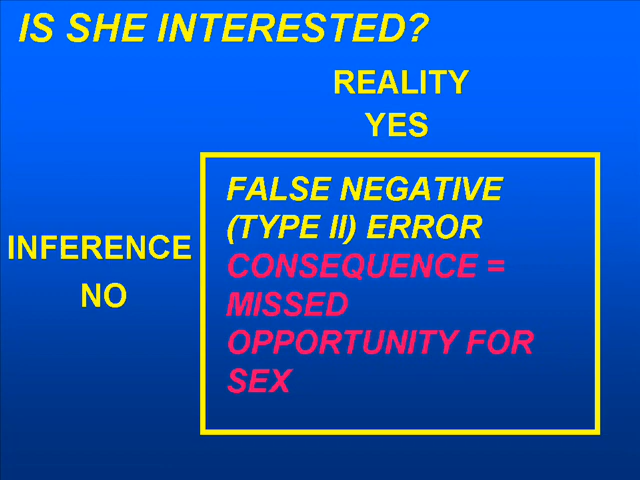 IS SHE INTERESTED?
REALITY
YES
INFERENCE
NO
FALSE NEGATIVE
(TYPE II) ERROR
CONSEQUENCE =
MISSED
OPPORTUNITY FOR
SEX